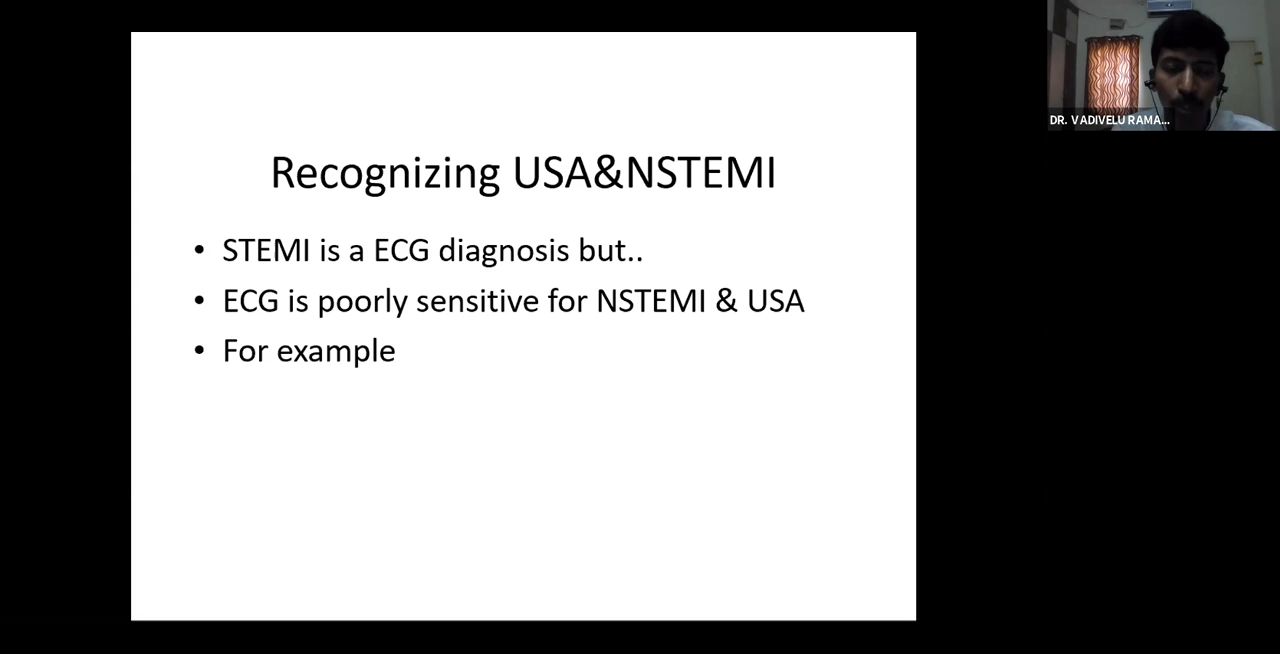 Recognizing USA&NSTEMI
• STEMI is a ECG diagnosis but..
• ECG is poorly sensitive for NSTEMI & USA
• For example
DR. VADIVELU RAMA...